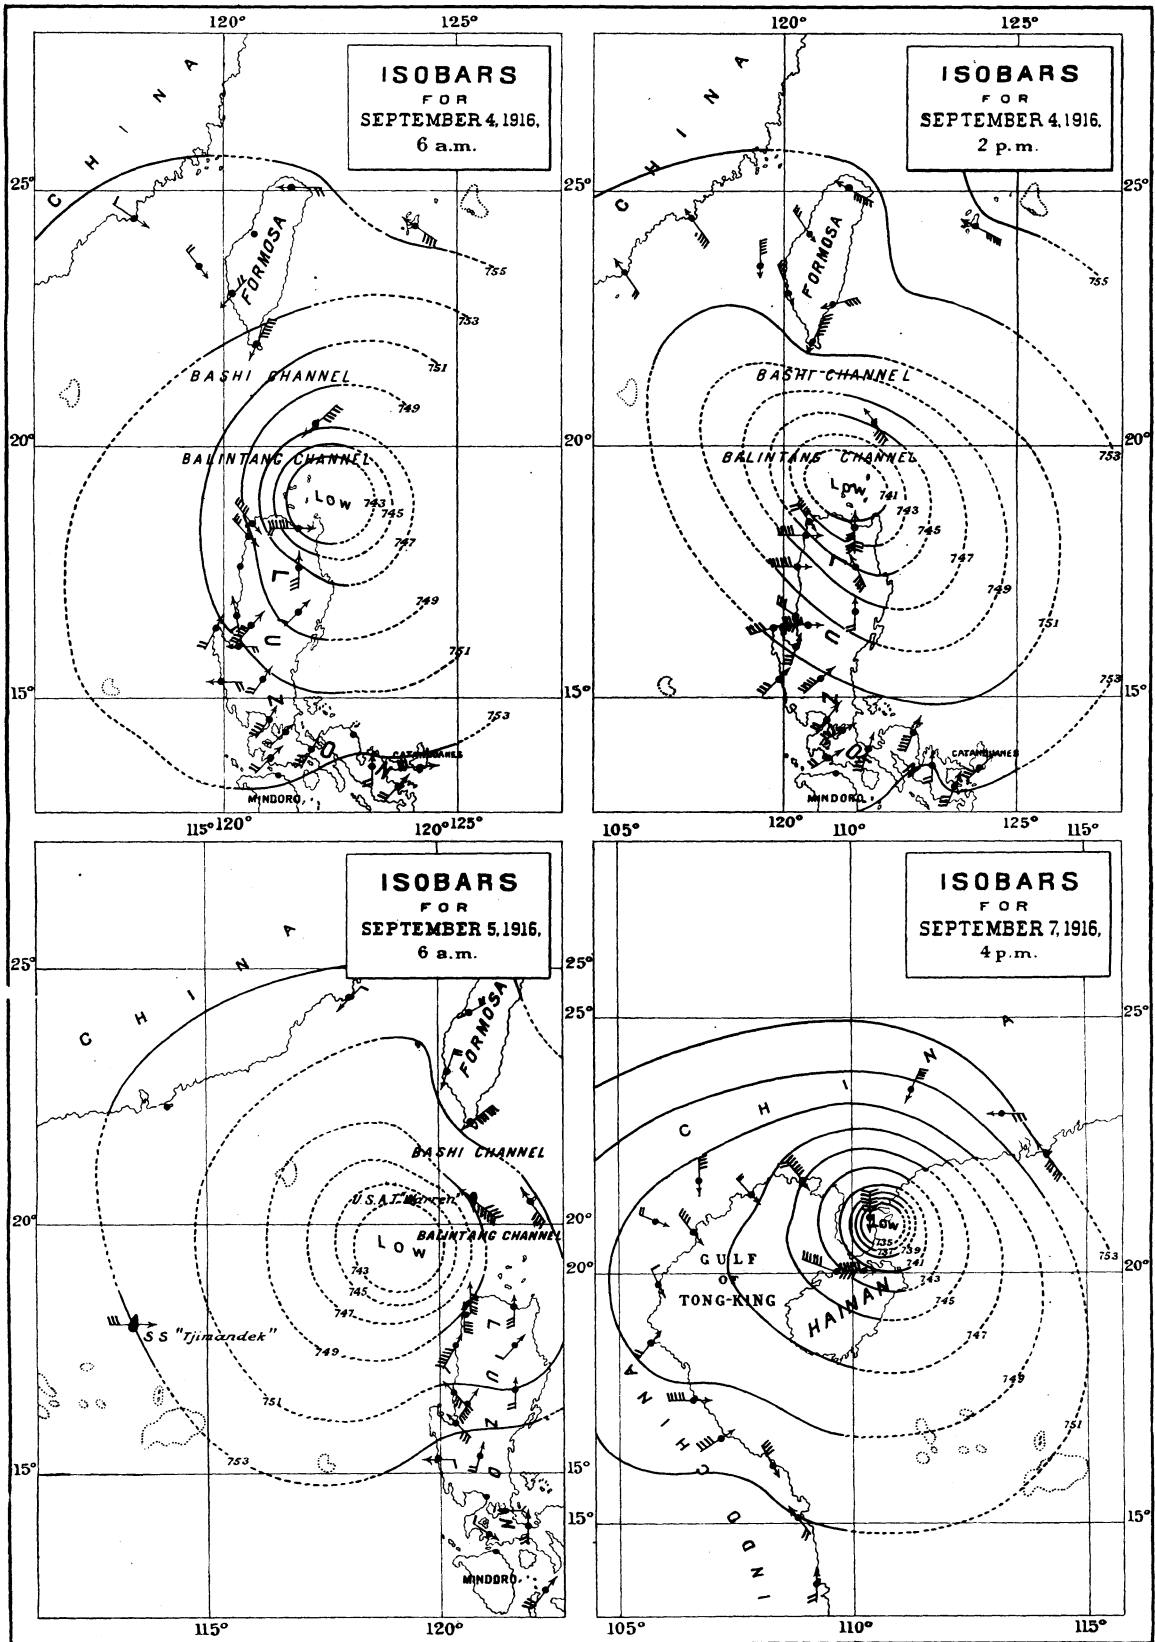 120°
125°
ISOBARS
FOR
SEPTEMBER 4, 1916,
6 a.m.
CHINA
25°
FORMOSA
755
753
751
BASHI CHANNEL
749
20°
BALINTANG CHANNEL
LOW
743
745
747
749
751
15°
753
LUZON
CATANDUANES
MINDORO
120°
125°
120°
125°
ISOBARS
FOR
SEPTEMBER 4, 1916,
2 p.m.
CHINA
25°
25°
FORMOSA
755
BASHI CHANNEL
20°
20°
753
BALINTANG CHANNEL
LOW
741
743
745
747
749
751
753
15°
15°
LUZON
CATANDUANES
MINDORO
120°
125°
115°
120°
ISOBARS
FOR
SEPTEMBER 5, 1916,
6 a.m.
CHINA
25°
FORMOSA
BASHI CHANNEL
U.S.A.T. "Warren"
20°
BALINTANG CHANNEL
LOW
743
745
747
SS "Tjimandek"
749
751
753
15°
LUZON
MINDORO
115°
120°
105°
110°
115°
ISOBARS
FOR
SEPTEMBER 7, 1916,
4 p.m.
CHINA
25°
25°
LOW
735
737
739
741
743
745
747
749
751
753
20°
20°
GULF
OF
TONG-KING
HAINAN
INDO CHINA
15°
15°
105°
110°
115°